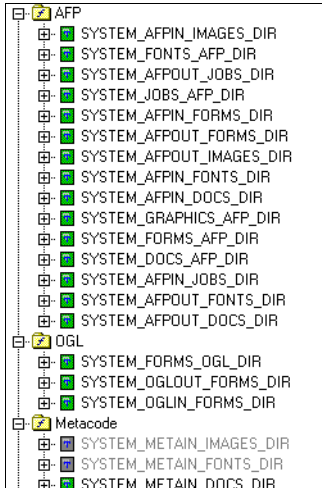 AFP
SYSTEM_AFPIN_IMAGES_DIR
SYSTEM_FONTS_AFP_DIR
SYSTEM_AFPOUT_JOBS_DIR
SYSTEM_JOBS_AFP_DIR
SYSTEM_AFPIN_FORMS_DIR
SYSTEM_AFPOUT_FORMS_DIR
SYSTEM_AFPOUT_IMAGES_DIR
SYSTEM_AFPIN_FONTS_DIR
SYSTEM_AFPIN_DOCS_DIR
SYSTEM_GRAPHICS_AFP_DIR
SYSTEM_FORMS_AFP_DIR
SYSTEM_DOCS_AFP_DIR
SYSTEM_AFPIN_JOBS_DIR
SYSTEM_AFPOUT_FONTS_DIR
SYSTEM_AFPOUT_DOCS_DIR
OGL
SYSTEM_FORMS_OGL_DIR
SYSTEM_OGLOUT_FORMS_DIR
SYSTEM_OGLIN_FORMS_DIR
Metacode
SYSTEM_METAIN_IMAGES_DIR
SYSTEM_METAIN_FONTS_DIR
SYSTEM_METAIN_DOCS_DIR